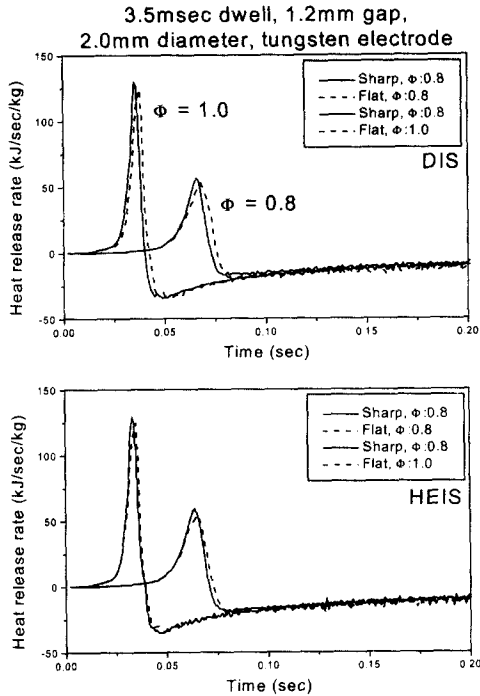 3.5msec dwell, 1.2mm gap,
2.0mm diameter, tungsten electrode
Heat release rate (kJ/sec/kg)
150
100
50
0
-50
Sharp, Φ:0.8
Flat, Φ:0.8
Sharp, Φ:0.8
Flat, Φ:1.0
DIS
Φ = 1.0
Φ = 0.8
0.00 0.05 0.10 0.15 0.20
Time (sec)
Heat release rate (kJ/sec/kg)
150
100
50
0
-50
Sharp, Φ:0.8
Flat, Φ:0.8
Sharp, Φ:0.8
Flat, Φ:1.0
HEIS
0.00 0.05 0.10 0.15 0.20
Time (sec)